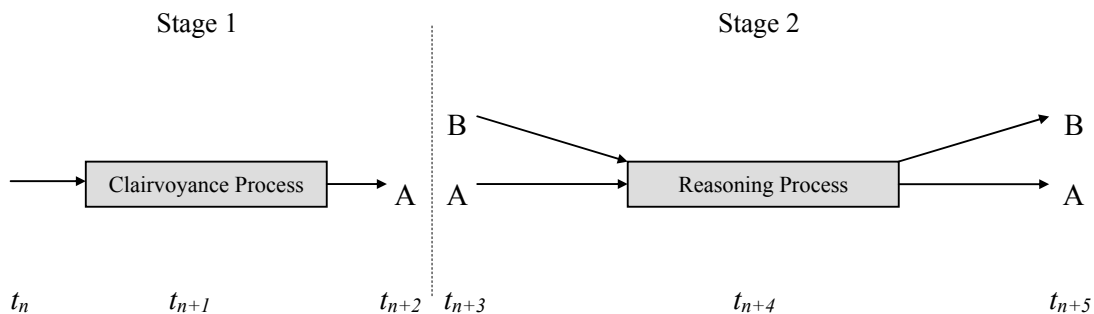 Stage 1 Stage 2
B B
Clairvoyance Process A A Reasoning Process A
tn tn+1 tn+2 tn+3 tn+4 tn+5